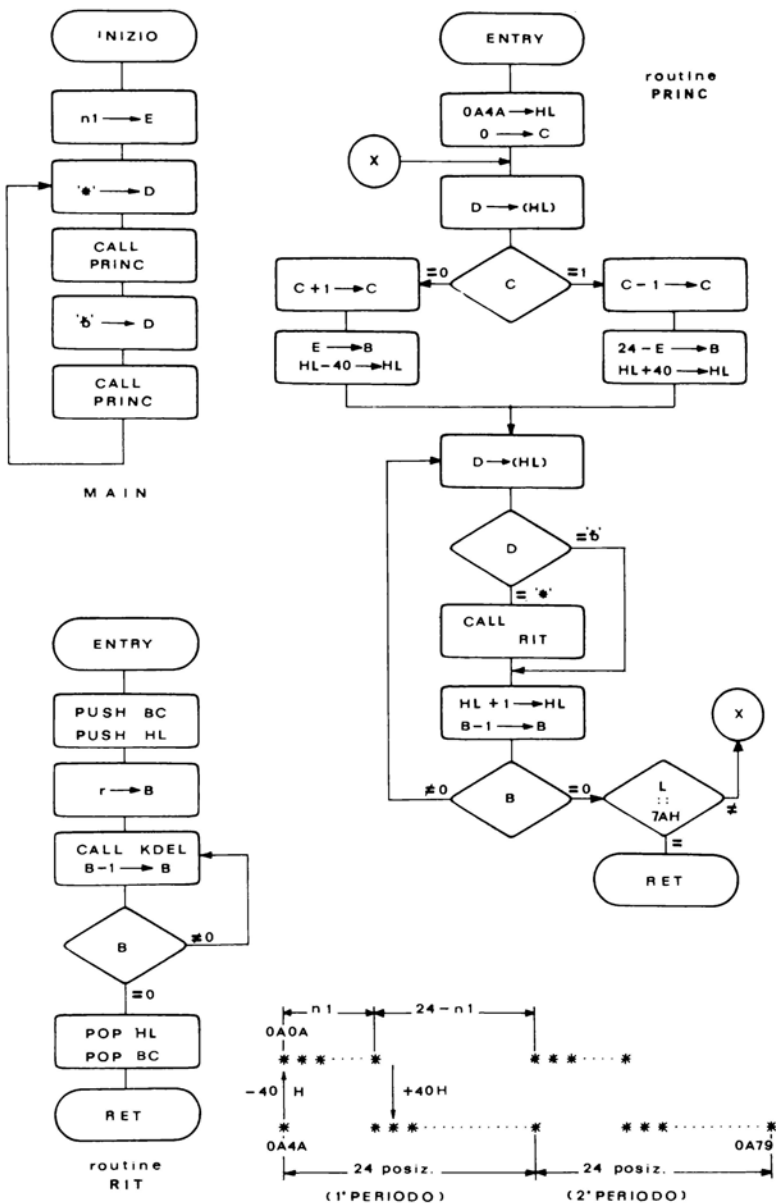 INIZIO
n1 → E
'*' → D
CALL
PRINC
'ƀ' → D
CALL
PRINC
MAIN
ENTRY
routine
PRINC
0A4A → HL
0 → C
X
D → (HL)
C
=0
=1
C+1 → C
C-1 → C
E → B
HL-40 → HL
24-E → B
HL+40 → HL
D → (HL)
D
='ƀ'
= '*'
CALL
RIT
HL +1 → HL
B-1 → B
B
≠0
=0
L
::
7AH
≠
X
=
RET
ENTRY
PUSH BC
PUSH HL
r → B
CALL KDEL
B-1 → B
B
≠0
=0
POP HL
POP BC
RET
routine
RIT
n1
24-n1
0A0A
* * * ····· * * * * ····· *
-40 H
+40H
* * * * ········ * * * * ········ *
0A4A
0A79
24 posiz.
24 posiz.
(1° PERIODO)
(2° PERIODO)